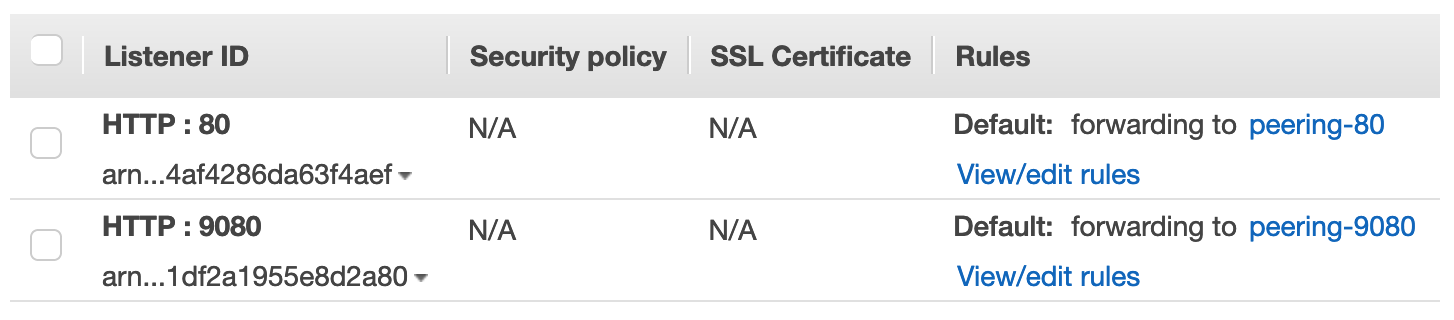 Listener ID Security policy SSL Certificate Rules
HTTP : 80 N/A N/A Default: forwarding to peering-80
arn...4af4286da63f4aef View/edit rules
HTTP : 9080 N/A N/A Default: forwarding to peering-9080
arn...1df2a1955e8d2a80 View/edit rules